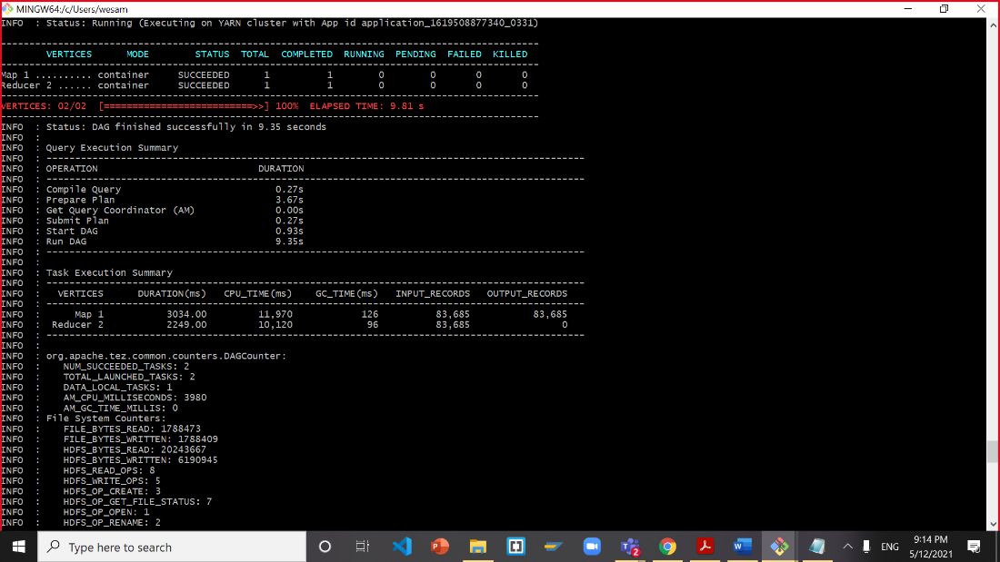 MINGW64:/c/Users/wesam
INFO  : Status: Running (Executing on YARN cluster with App id application_1619508877340_0331)
----------------------------------------------------------------------------------------------
        VERTICES      MODE        STATUS  TOTAL  COMPLETED  RUNNING  PENDING  FAILED  KILLED
----------------------------------------------------------------------------------------------
Map 1 .......... container     SUCCEEDED      1          1        0        0       0       0
Reducer 2 ...... container     SUCCEEDED      1          1        0        0       0       0
----------------------------------------------------------------------------------------------
VERTICES: 02/02  [==========================>>] 100%  ELAPSED TIME: 9.81 s
----------------------------------------------------------------------------------------------
INFO  : Status: DAG finished successfully in 9.35 seconds
INFO  :
INFO  : Query Execution Summary
INFO  : ----------------------------------------------------------------------------------------------
INFO  : OPERATION                            DURATION
INFO  : ----------------------------------------------------------------------------------------------
INFO  : Compile Query                           0.27s
INFO  : Prepare Plan                            3.67s
INFO  : Get Query Coordinator (AM)              0.00s
INFO  : Submit Plan                             0.27s
INFO  : Start DAG                               0.93s
INFO  : Run DAG                                 9.35s
INFO  : ----------------------------------------------------------------------------------------------
INFO  :
INFO  : Task Execution Summary
INFO  : ----------------------------------------------------------------------------------------------
INFO  :   VERTICES      DURATION(ms)   CPU_TIME(ms)    GC_TIME(ms)   INPUT_RECORDS   OUTPUT_RECORDS
INFO  : ----------------------------------------------------------------------------------------------
INFO  :      Map 1           3034.00         11,970            126          83,685           83,685
INFO  :  Reducer 2           2249.00         10,120             96          83,685                0
INFO  : ----------------------------------------------------------------------------------------------
INFO  :
INFO  : org.apache.tez.common.counters.DAGCounter:
INFO  :    NUM_SUCCEEDED_TASKS: 2
INFO  :    TOTAL_LAUNCHED_TASKS: 2
INFO  :    DATA_LOCAL_TASKS: 1
INFO  :    AM_CPU_MILLISECONDS: 3980
INFO  :    AM_GC_TIME_MILLIS: 0
INFO  : File System Counters:
INFO  :    FILE_BYTES_READ: 1788473
INFO  :    FILE_BYTES_WRITTEN: 1788409
INFO  :    HDFS_BYTES_READ: 20243667
INFO  :    HDFS_BYTES_WRITTEN: 6190945
INFO  :    HDFS_READ_OPS: 8
INFO  :    HDFS_WRITE_OPS: 5
INFO  :    HDFS_OP_CREATE: 3
INFO  :    HDFS_OP_GET_FILE_STATUS: 7
INFO  :    HDFS_OP_OPEN: 1
INFO  :    HDFS_OP_RENAME: 2
Type here to search
2
ENG
9:14 PM
5/12/2021